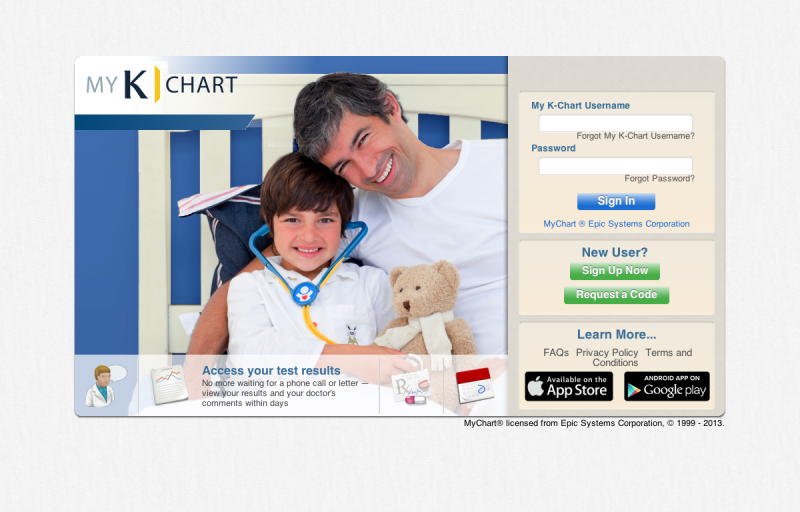 MY K CHART
My K-Chart Username
Forgot My K-Chart Username?
Password
Forgot Password?
Sign In
MyChart ® Epic Systems Corporation
New User?
Sign Up Now
Request a Code
Learn More...
FAQs Privacy Policy Terms and
Conditions
Available on the
App Store
ANDROID APP ON
Google play
Access your test results
No more waiting for a phone call or letter —
view your results and your doctor's
comments within days
MyChart® licensed from Epic Systems Corporation, © 1999 - 2013.